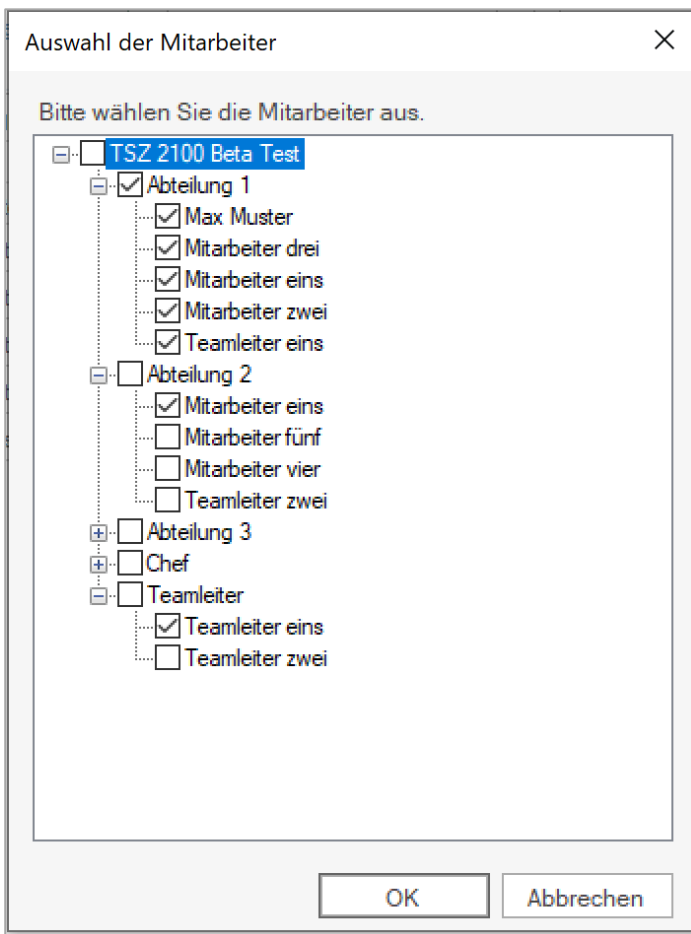 Auswahl der Mitarbeiter
Bitte wählen Sie die Mitarbeiter aus.
TSZ 2100 Beta Test
Abteilung 1
Max Muster
Mitarbeiter drei
Mitarbeiter eins
Mitarbeiter zwei
Teamleiter eins
Abteilung 2
Mitarbeiter eins
Mitarbeiter fünf
Mitarbeiter vier
Teamleiter zwei
Abteilung 3
Chef
Teamleiter
Teamleiter eins
Teamleiter zwei
OK Abbrechen